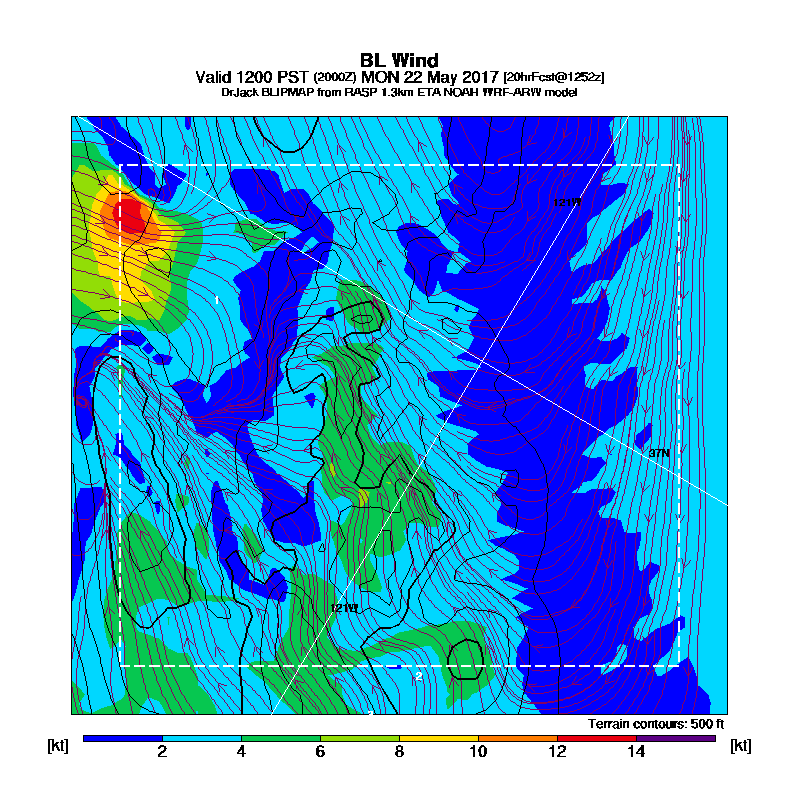 BL Wind
Valid 1200 PST (2000Z) MON 22 May 2017 [20hrFcst@1252z]
DrJack BLIPMAP from RASP 1.3km ETA NOAH WRF-ARW model
121W
1
37N
121W
2
Terrain contours: 500 ft
[kt] 2 4 6 8 10 12 14 [kt]